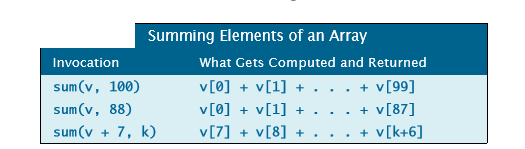 Summing Elements of an Array
Invocation What Gets Computed and Returned
sum(v, 100) v[0] + v[1] + . . . + v[99]
sum(v, 88) v[0] + v[1] + . . . + v[87]
sum(v + 7, k) v[7] + v[8] + . . . + v[k+6]